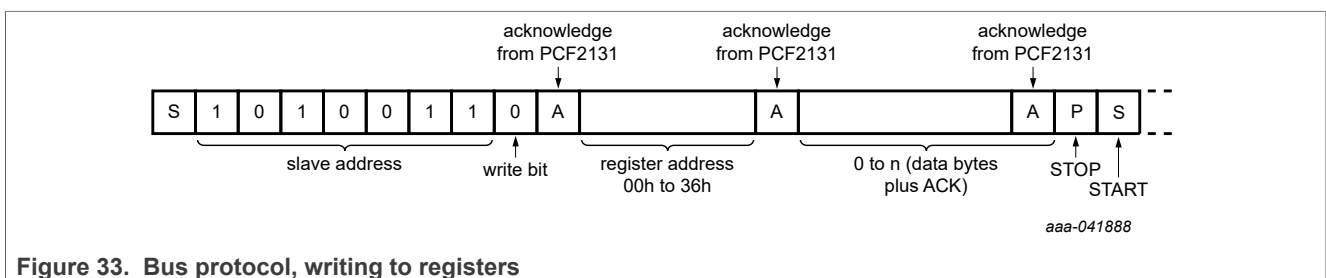 acknowledge
from PCF2131
acknowledge
from PCF2131
acknowledge
from PCF2131
S 1 0 1 0 0 1 1 0 A A A P S
slave address
write bit
register address
00h to 36h
0 to n (data bytes
plus ACK)
STOP
START
aaa-041888
Figure 33. Bus protocol, writing to registers